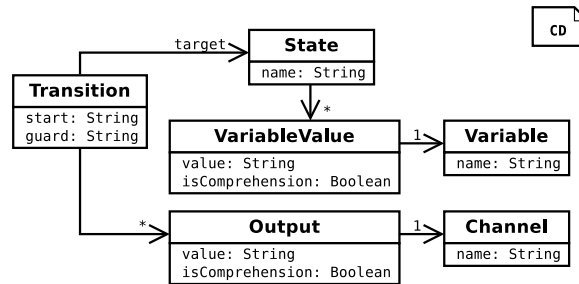 CD
State
name: String
target
Transition
start: String
guard: String
*
VariableValue
value: String
isComprehension: Boolean
1
Variable
name: String
*
Output
value: String
isComprehension: Boolean
1
Channel
name: String